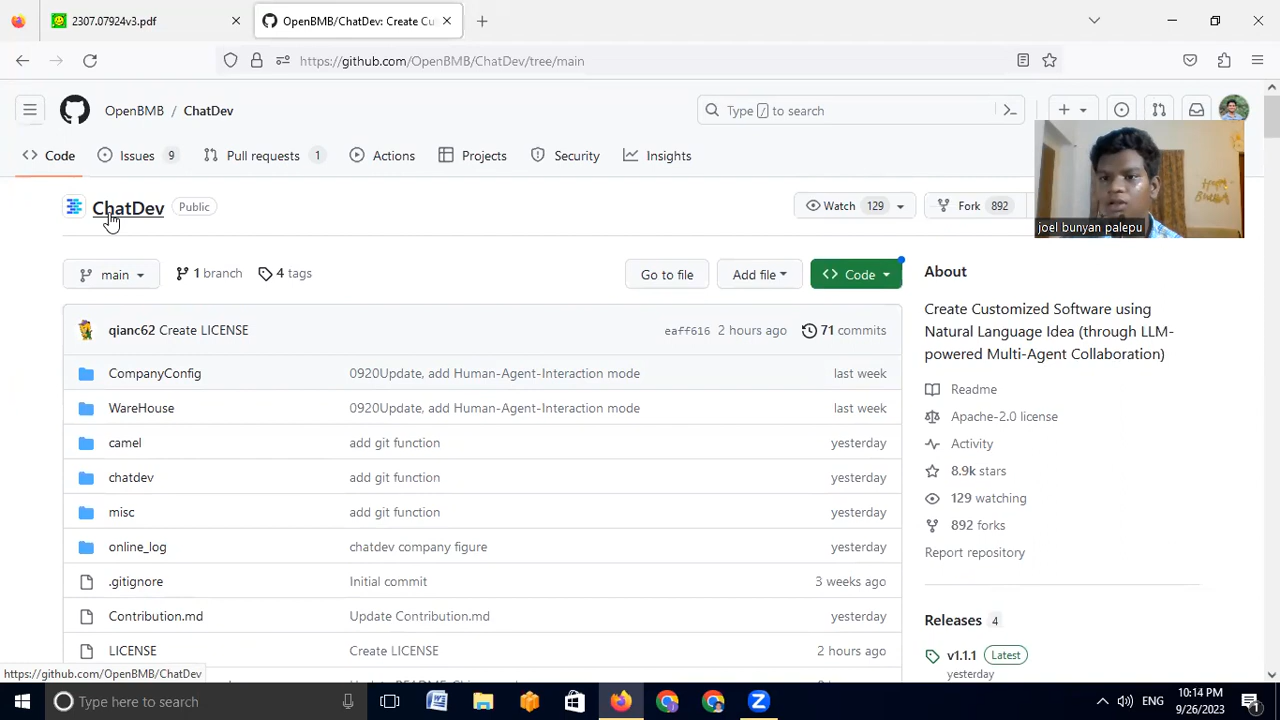 2307.07924v3.pdf
OpenBMB/ChatDev: Create Cu
https://github.com/OpenBMB/ChatDev/tree/main
OpenBMB / ChatDev
Type / to search
Code
Issues 9
Pull requests 1
Actions
Projects
Security
Insights
ChatDev Public
Watch 129
Fork 892
joel bunyan palepu
main
1 branch
4 tags
Go to file
Add file
Code
qianc62 Create LICENSE eaff616 2 hours ago 71 commits
CompanyConfig 0920Update, add Human-Agent-Interaction mode last week
WareHouse 0920Update, add Human-Agent-Interaction mode last week
camel add git function yesterday
chatdev add git function yesterday
misc add git function yesterday
online_log chatdev company figure yesterday
.gitignore Initial commit 3 weeks ago
Contribution.md Update Contribution.md yesterday
LICENSE Create LICENSE 2 hours ago
About
Create Customized Software using
Natural Language Idea (through LLM-
powered Multi-Agent Collaboration)
Readme
Apache-2.0 license
Activity
8.9k stars
129 watching
892 forks
Report repository
Releases 4
v1.1.1 Latest
yesterday
https://github.com/OpenBMB/ChatDev
Type here to search
ENG
10:14 PM
9/26/2023